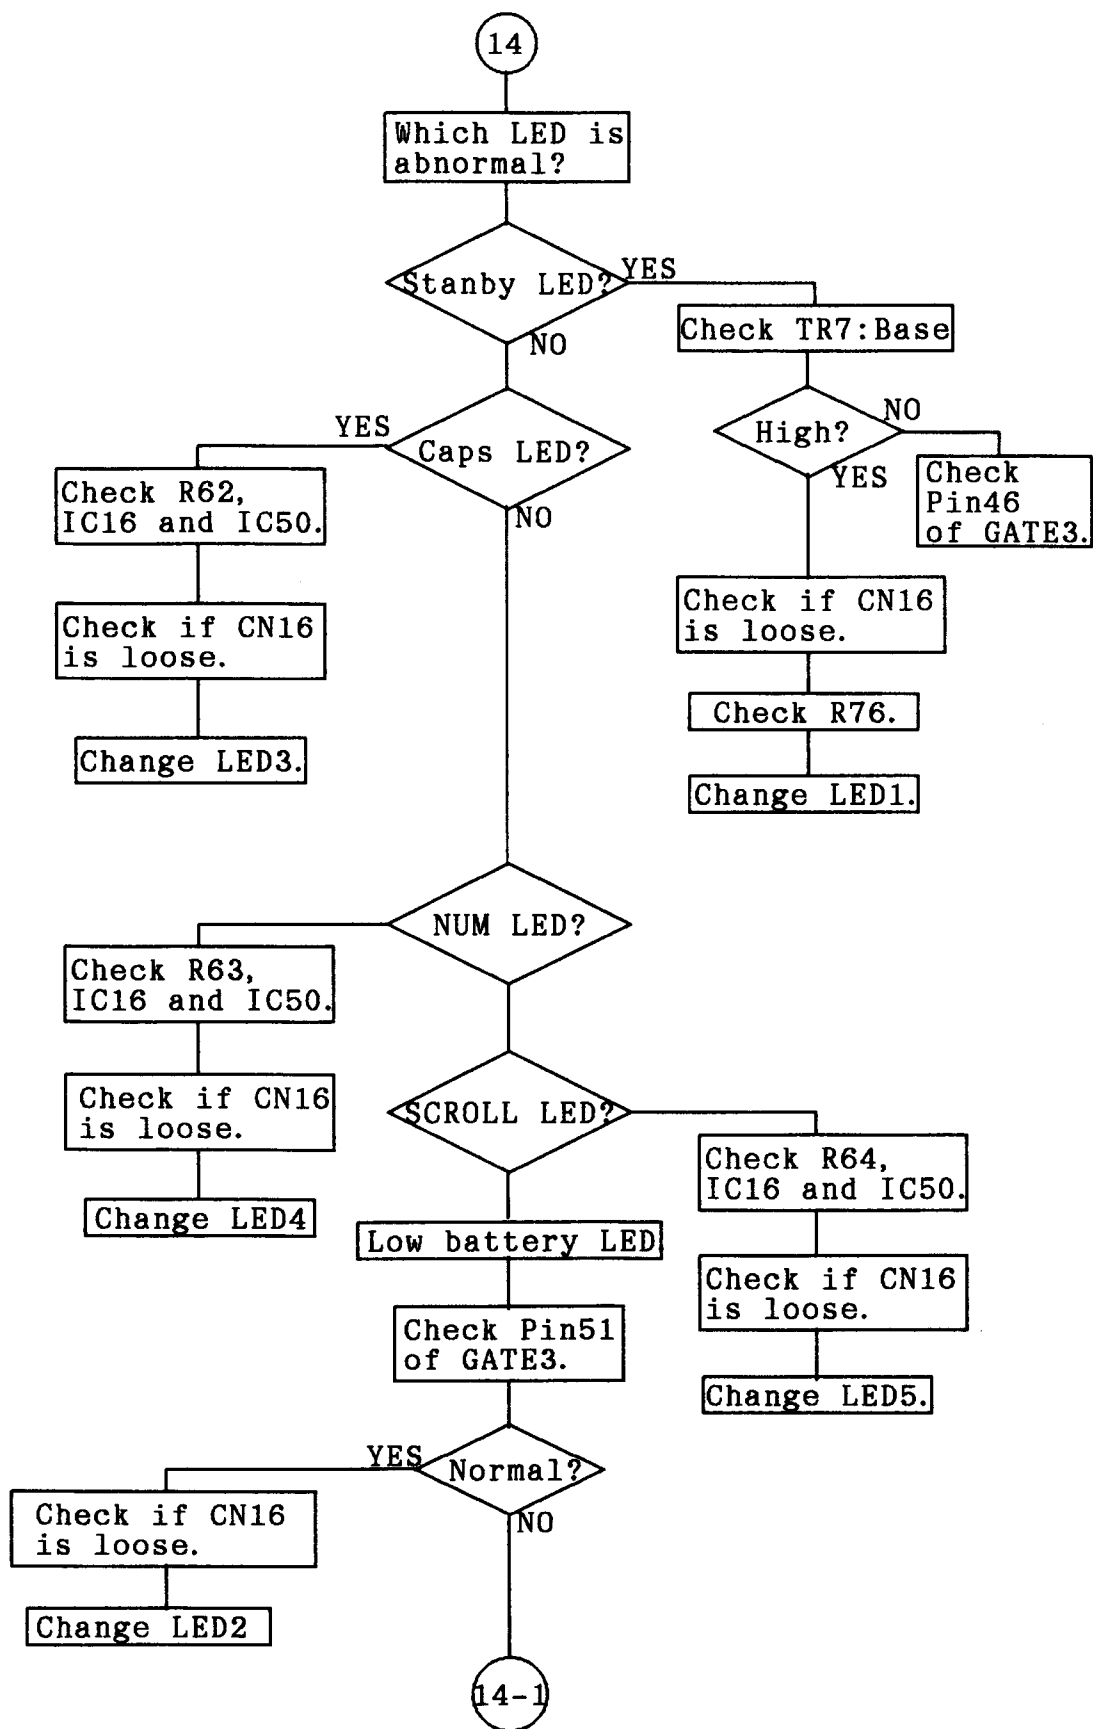 14
Which LED is
abnormal?
Stanby LED?
YES
NO
Check TR7:Base
High?
NO
YES
Check
Pin46
of GATE3.
Check if CN16
is loose.
Check R76.
Change LED1.
Caps LED?
YES
NO
Check R62,
IC16 and IC50.
Check if CN16
is loose.
Change LED3.
NUM LED?
Check R63,
IC16 and IC50.
Check if CN16
is loose.
Change LED4
SCROLL LED?
Check R64,
IC16 and IC50.
Check if CN16
is loose.
Change LED5.
Low battery LED
Check Pin51
of GATE3.
Normal?
YES
NO
Check if CN16
is loose.
Change LED2
14-1